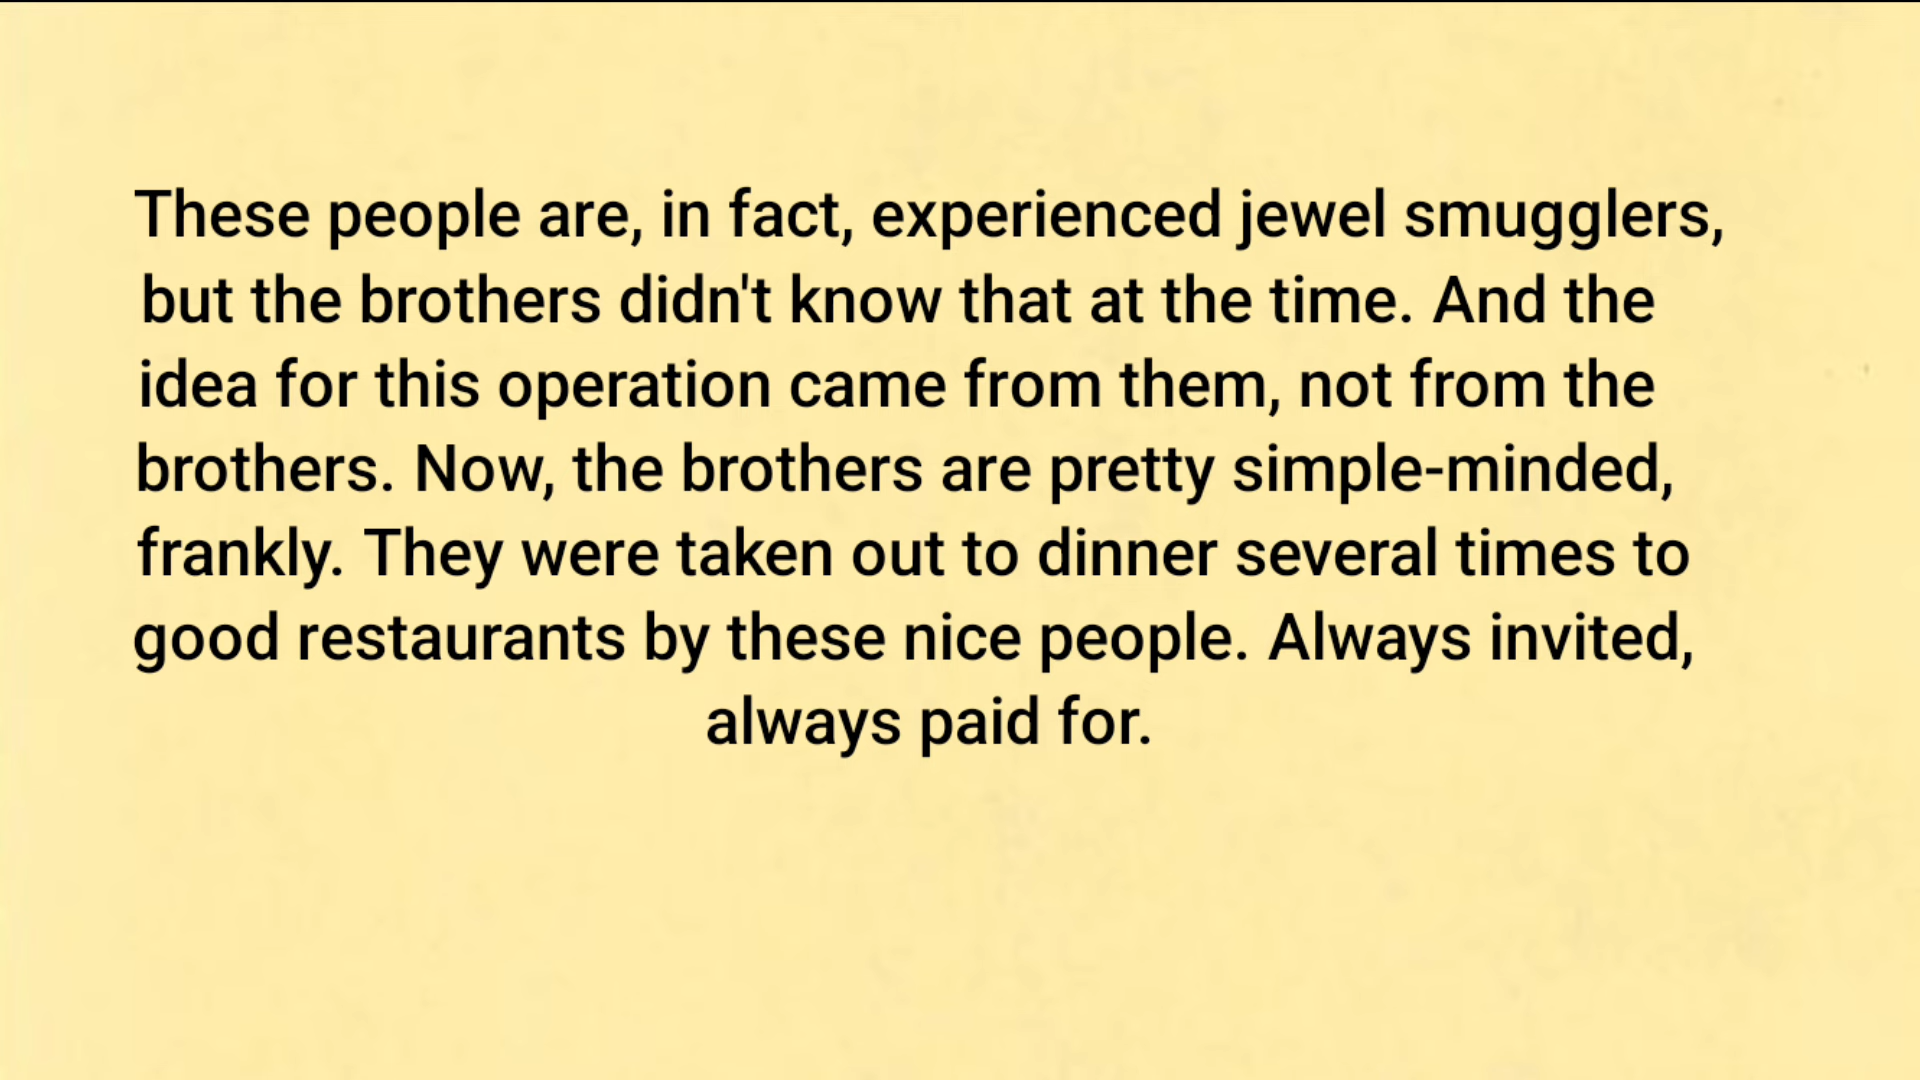 These people are, in fact, experienced jewel smugglers,
but the brothers didn't know that at the time. And the
idea for this operation came from them, not from the
brothers. Now, the brothers are pretty simple-minded,
frankly. They were taken out to dinner several times to
good restaurants by these nice people. Always invited,
always paid for.